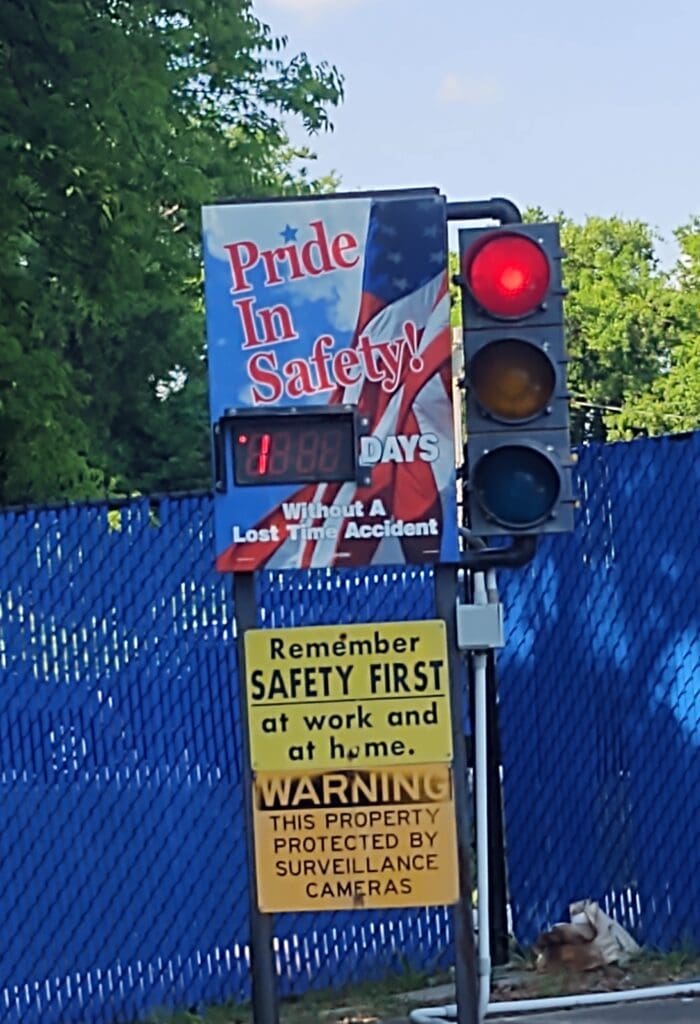 Pride
In
Safety!
1 DAYS
Without A
Lost Time Accident
Remember
SAFETY FIRST
at work and
at home.
WARNING
THIS PROPERTY
PROTECTED BY
SURVEILLANCE
CAMERAS